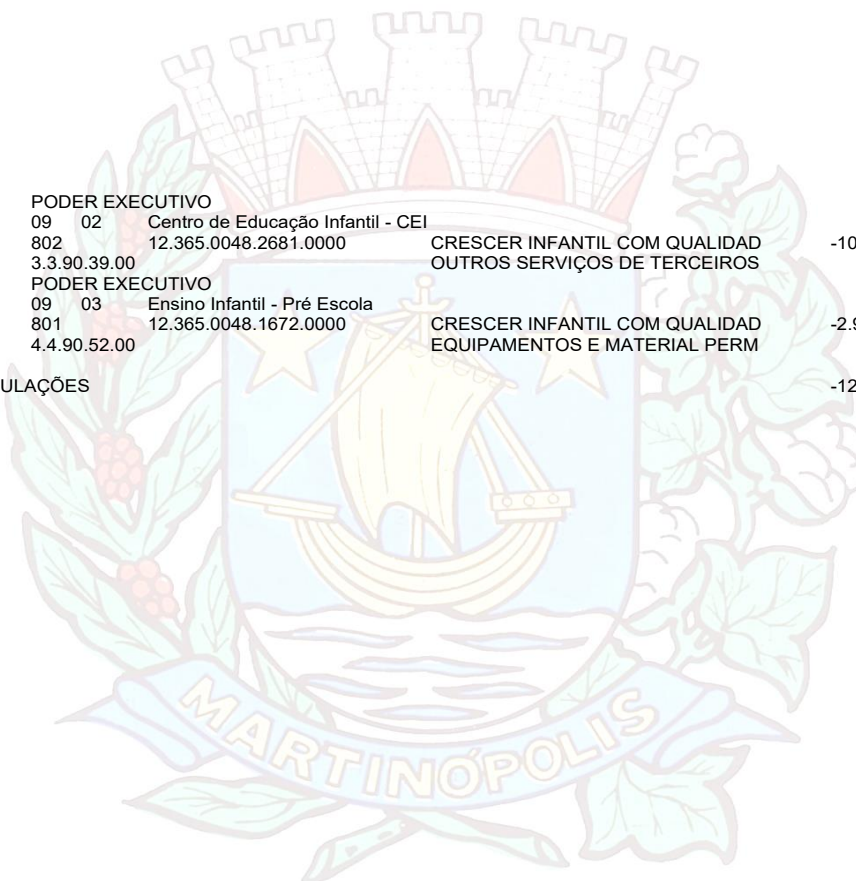 PODER EXECUTIVO
09 02 Centro de Educação Infantil - CEI
802 12.365.0048.2681.0000 CRESCER INFANTIL COM QUALIDAD -10
3.3.90.39.00 OUTROS SERVIÇOS DE TERCEIROS
PODER EXECUTIVO
09 03 Ensino Infantil - Pré Escola
801 12.365.0048.1672.0000 CRESCER INFANTIL COM QUALIDAD -2.9
4.4.90.52.00 EQUIPAMENTOS E MATERIAL PERM
ULAÇÕES -12
MARTINÓPOLIS